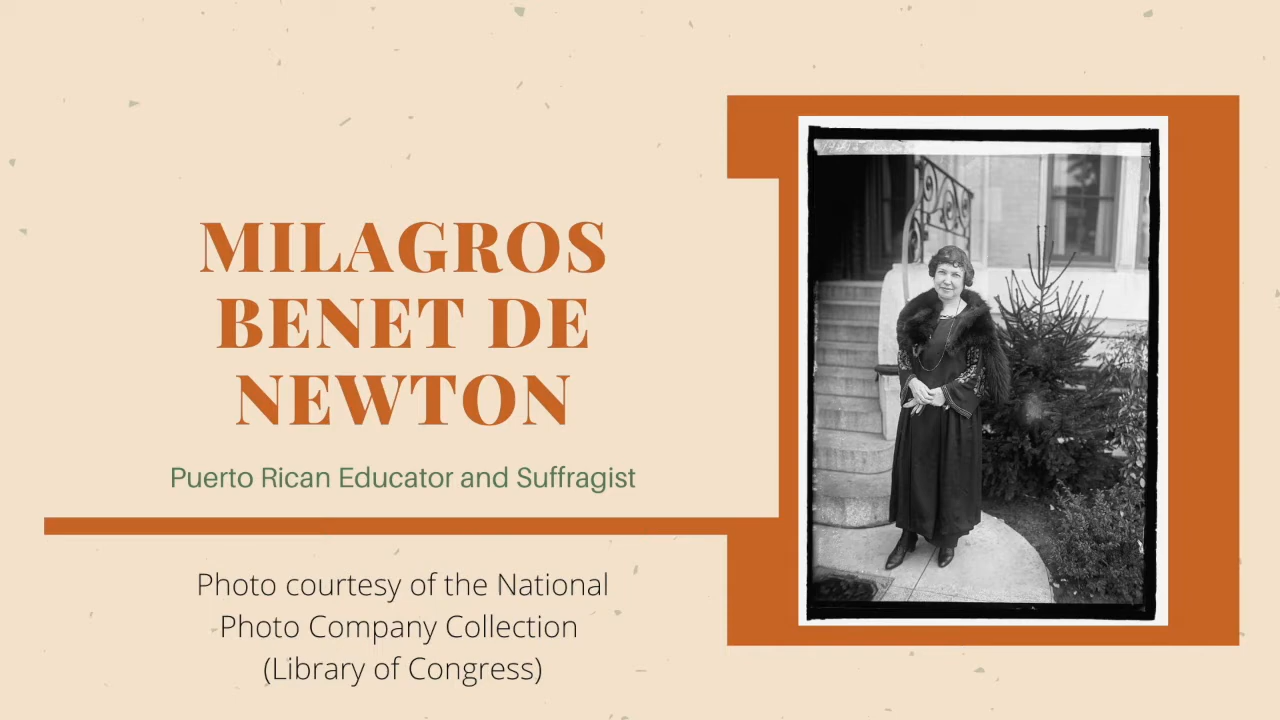 MILAGROS
BENET DE
NEWTON
Puerto Rican Educator and Suffragist
Photo courtesy of the National
Photo Company Collection
(Library of Congress)